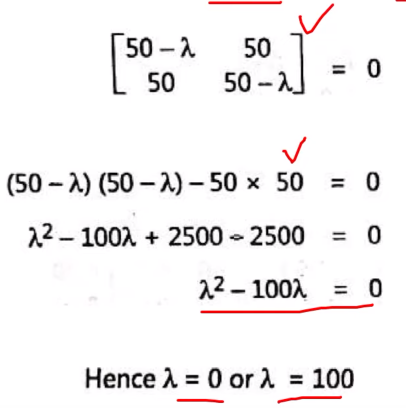 [50 – λ 50
50 50 – λ] = 0
(50 – λ) (50 – λ) – 50 × 50 = 0
λ² – 100λ + 2500 – 2500 = 0
λ² – 100λ = 0
Hence λ = 0 or λ = 100